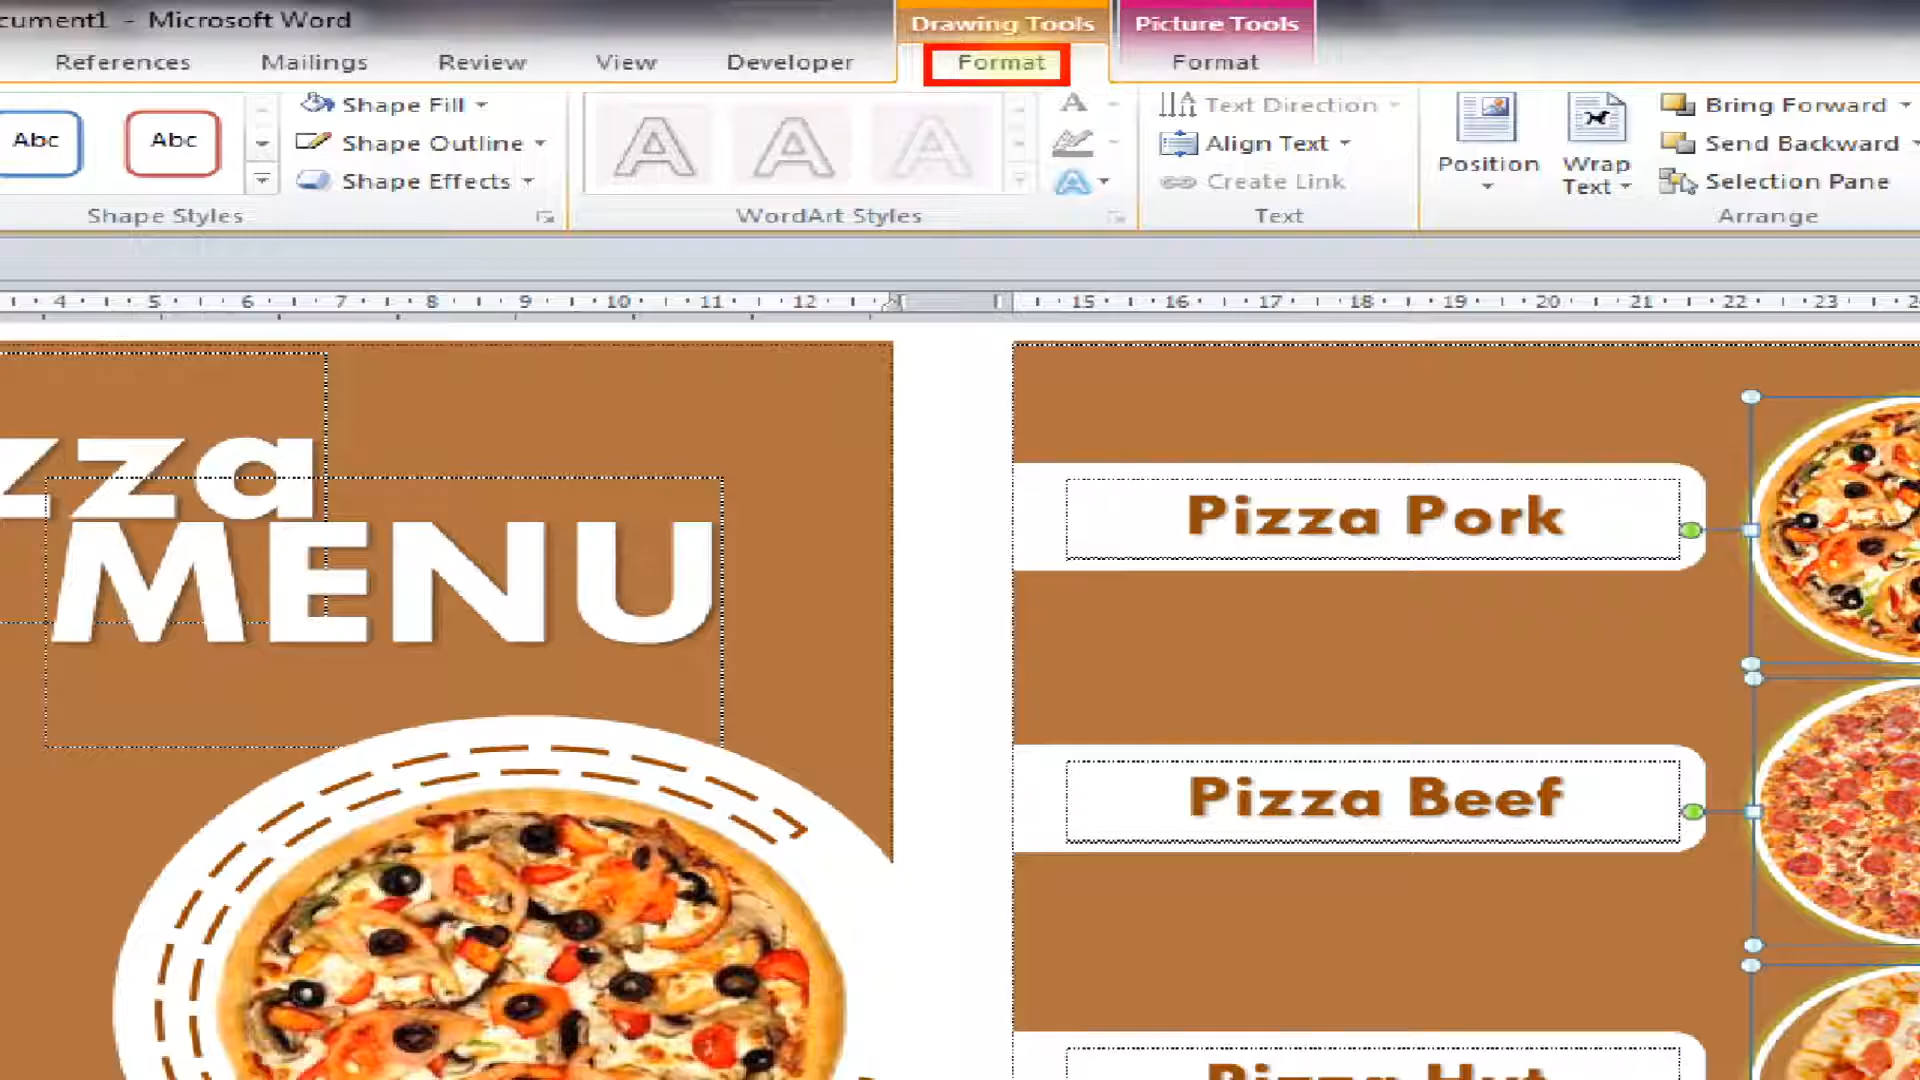 cument1 - Microsoft Word
Drawing Tools
Picture Tools
References Mailings Review View Developer Format Format
Abc Abc
Shape Fill
Shape Outline
Shape Effects
Shape Styles
A A A
A
A
WordArt Styles
Text Direction
Align Text
Create Link
Text
Position
Wrap
Text
Bring Forward
Send Backward
Selection Pane
Arrange
4 5 6 7 8 9 10 11 12 15 16 17 18 19 20 21 22 23 2
zza
MENU
Pizza Pork
Pizza Beef
Pizza Hut